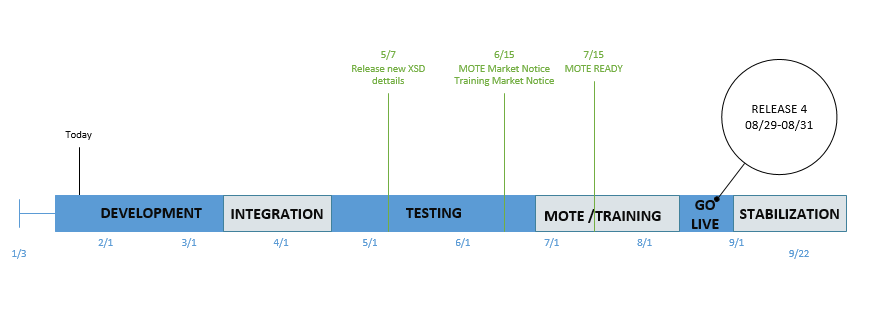 5/7
Release new XSD
dettails
6/15
MOTE Market Notice
Training Market Notice
7/15
MOTE READY
RELEASE 4
08/29-08/31
Today
DEVELOPMENT
INTEGRATION
TESTING
MOTE /TRAINING
GO
LIVE
STABILIZATION
1/3
2/1
3/1
4/1
5/1
6/1
7/1
8/1
9/1
9/22